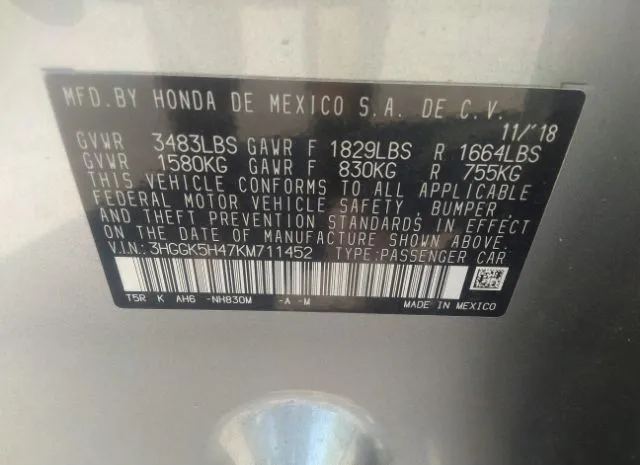 MFD.BY HONDA DE MEXICO S.A. DE C.V.
11/'18
GVWR 3483LBS GAWR F 1829LBS R 1664LBS
GVWR 1580KG GAWR F 830KG R 755KG
THIS VEHICLE CONFORMS TO ALL APPLICABLE
FEDERAL MOTOR VEHICLE SAFETY, BUMPER,
AND THEFT PREVENTION STANDARDS IN EFFECT
ON THE DATE OF MANUFACTURE SHOWN ABOVE.
V.I.N.: 3HGGK5H47KM711452 TYPE:PASSENGER CAR
T5R K AH6 -NH830M -A -M MADE IN MEXICO